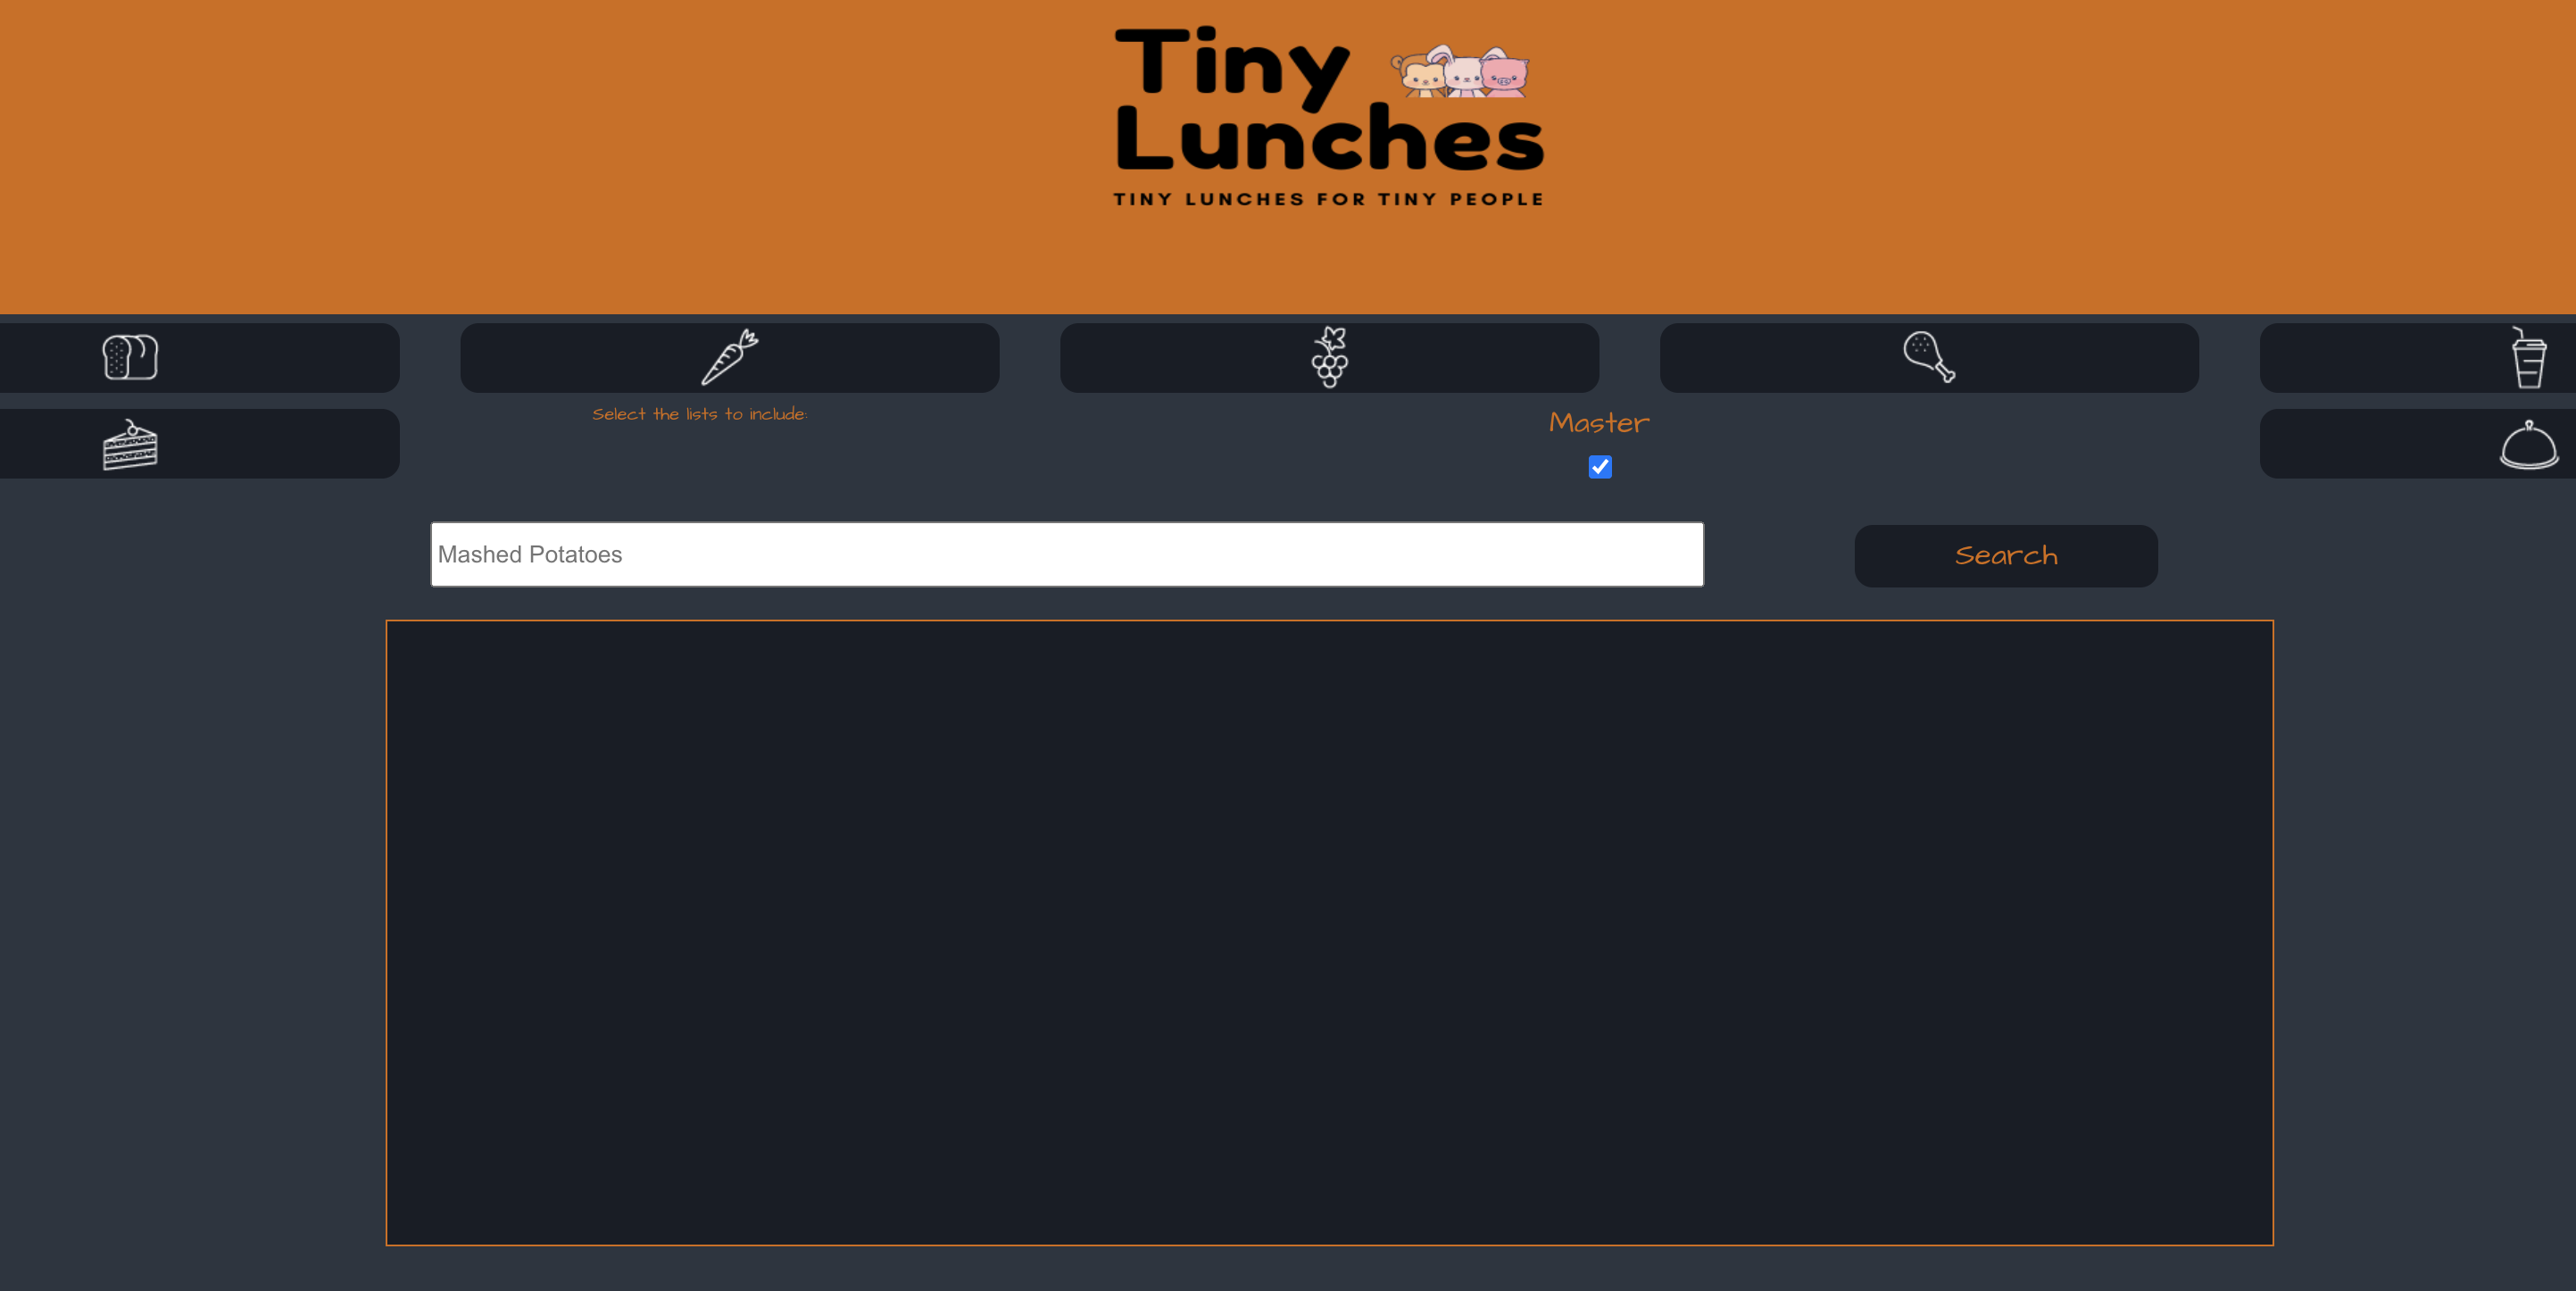 Tiny
Lunches
TINY LUNCHES FOR TINY PEOPLE
Select the lists to include:
Master
Mashed Potatoes
Search